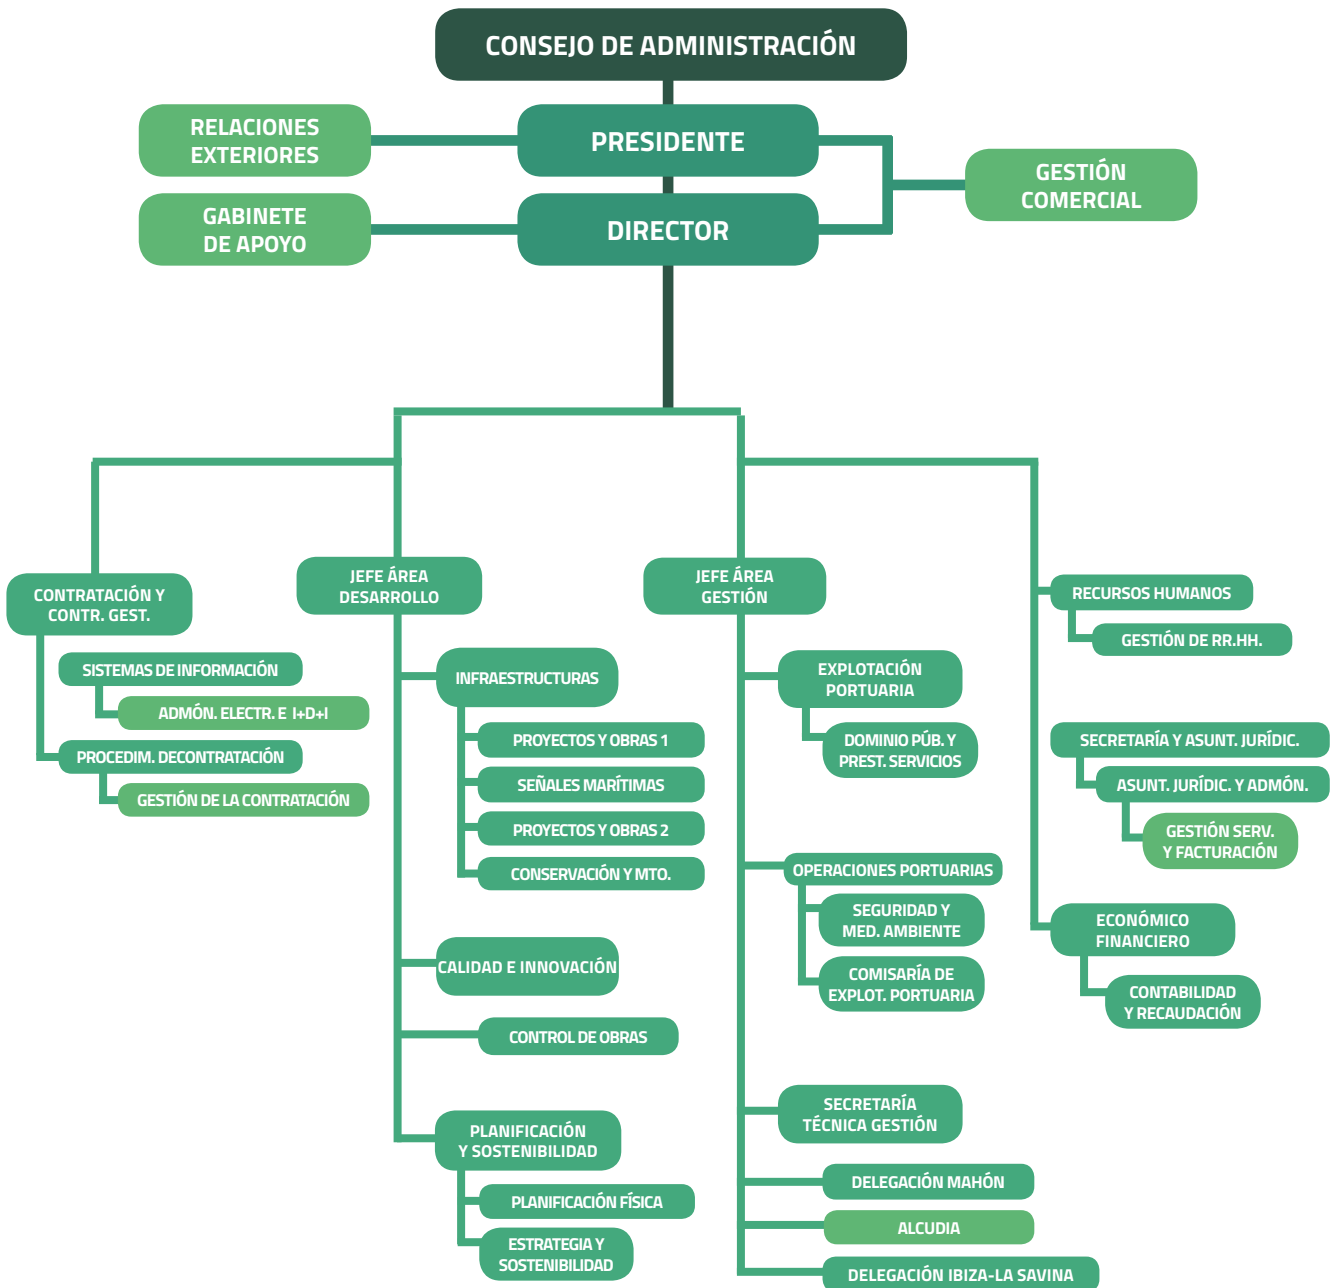 CONSEJO DE ADMINISTRACIÓN
RELACIONES
EXTERIORES
PRESIDENTE
GESTIÓN
COMERCIAL
GABINETE
DE APOYO
DIRECTOR
CONTRATACIÓN Y
CONTR. GEST.
SISTEMAS DE INFORMACIÓN
ADMÓN. ELECTR. E I+D+I
PROCEDIM. DECONTRATACIÓN
GESTIÓN DE LA CONTRATACIÓN
JEFE ÁREA
DESARROLLO
INFRAESTRUCTURAS
PROYECTOS Y OBRAS 1
SEÑALES MARÍTIMAS
PROYECTOS Y OBRAS 2
CONSERVACIÓN Y MTO.
CALIDAD E INNOVACIÓN
CONTROL DE OBRAS
PLANIFICACIÓN
Y SOSTENIBILIDAD
PLANIFICACIÓN FÍSICA
ESTRATEGIA Y
SOSTENIBILIDAD
JEFE ÁREA
GESTIÓN
EXPLOTACIÓN
PORTUARIA
DOMINIO PÚB. Y
PREST. SERVICIOS
OPERACIONES PORTUARIAS
SEGURIDAD Y
MED. AMBIENTE
COMISARÍA DE
EXPLOT. PORTUARIA
SECRETARÍA
TÉCNICA GESTIÓN
DELEGACIÓN MAHÓN
ALCUDIA
DELEGACIÓN IBIZA-LA SAVINA
RECURSOS HUMANOS
GESTIÓN DE RR.HH.
SECRETARÍA Y ASUNT. JURÍDIC.
ASUNT. JURÍDIC. Y ADMÓN.
GESTIÓN SERV.
Y FACTURACIÓN
ECONÓMICO
FINANCIERO
CONTABILIDAD
Y RECAUDACIÓN